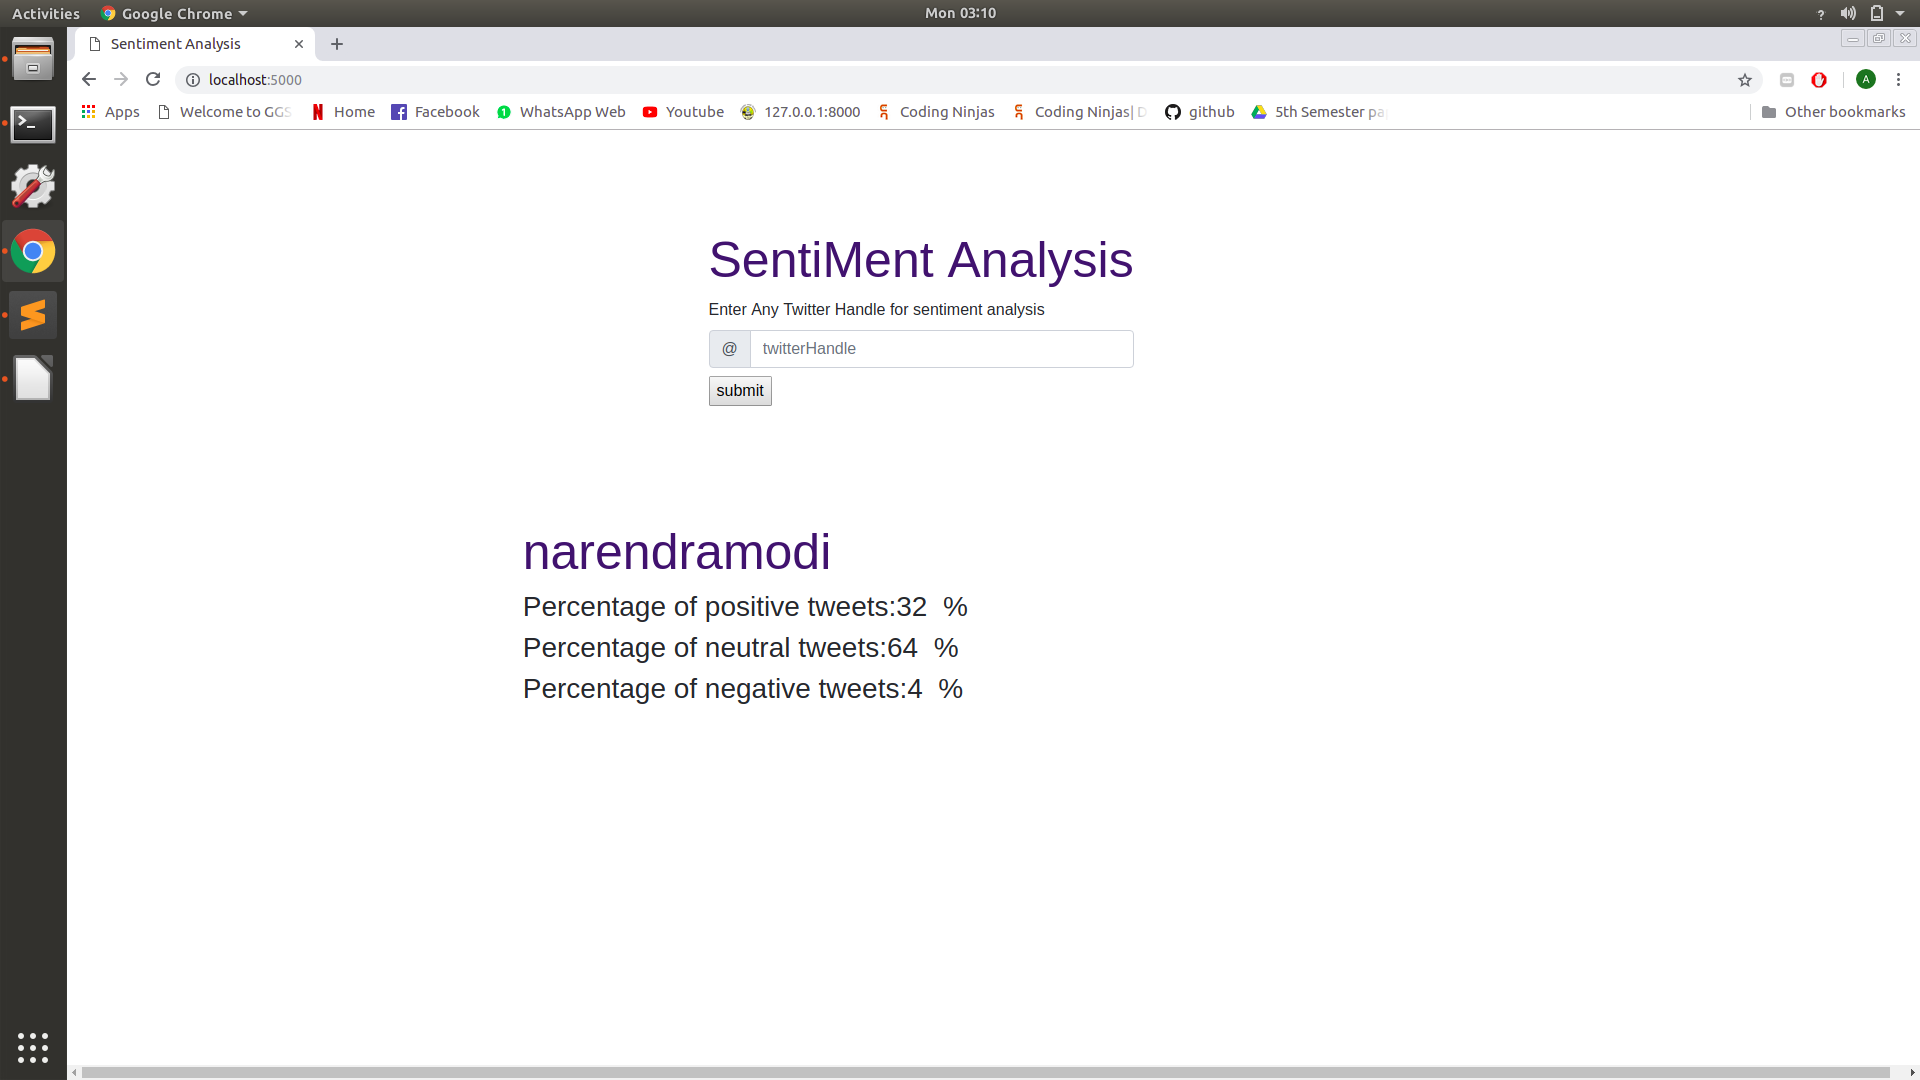 Activities Google Chrome Mon 03:10
Sentiment Analysis
localhost:5000
Apps Welcome to GGS Home Facebook WhatsApp Web Youtube 127.0.0.1:8000 Coding Ninjas Coding Ninjas| D github 5th Semester pa Other bookmarks
SentiMent Analysis
Enter Any Twitter Handle for sentiment analysis
@ twitterHandle
submit
narendramodi
Percentage of positive tweets:32 %
Percentage of neutral tweets:64 %
Percentage of negative tweets:4 %